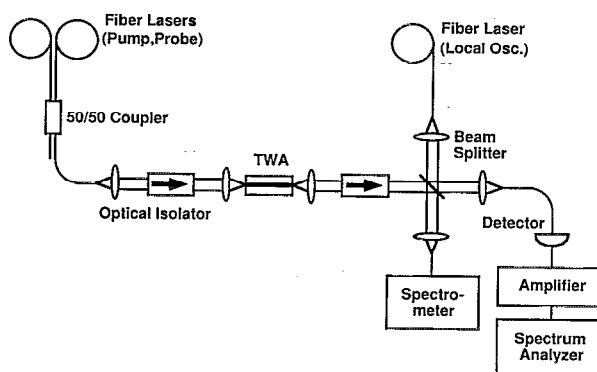 Fiber Lasers
(Pump,Probe)
Fiber Laser
(Local Osc.)
50/50 Coupler
TWA
Beam
Splitter
Optical Isolator
Detector
Spectro-
meter
Amplifier
Spectrum
Analyzer